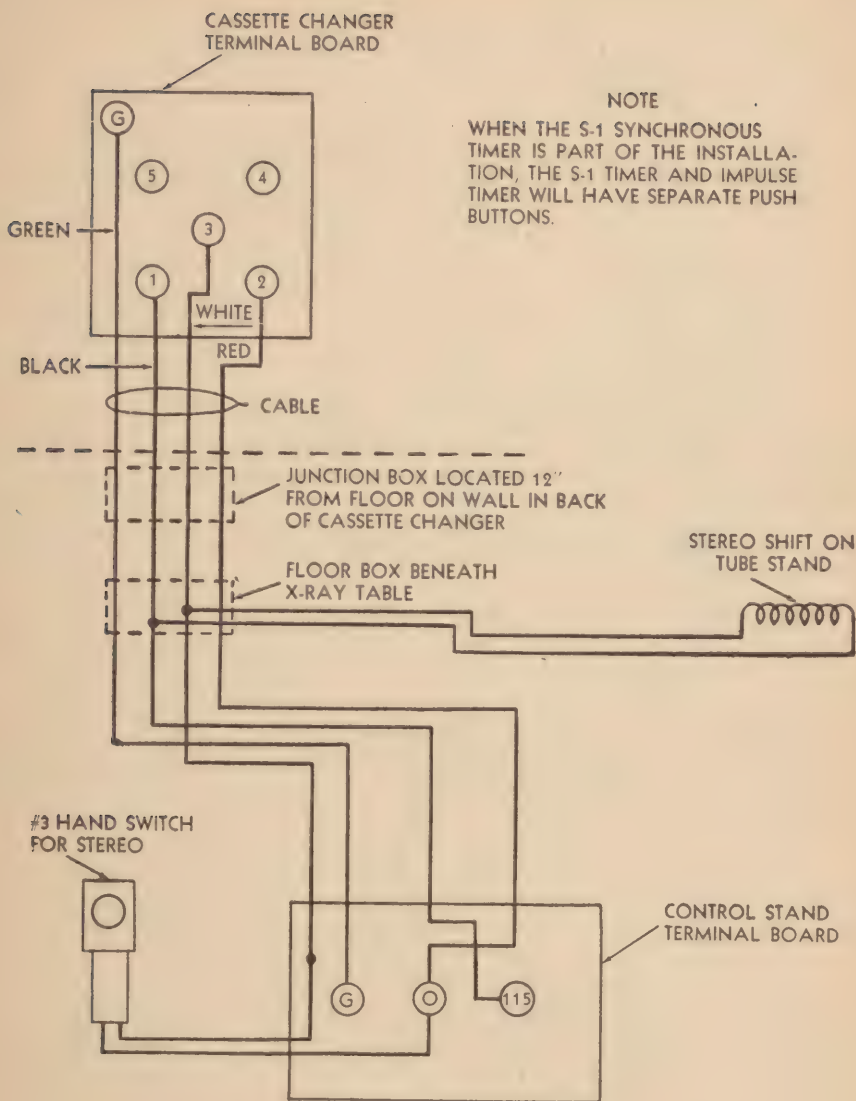 CASSETTE CHANGER
TERMINAL BOARD
NOTE
WHEN THE S-1 SYNCHRONOUS
TIMER IS PART OF THE INSTALLA-
TION, THE S-1 TIMER AND IMPULSE
TIMER WILL HAVE SEPARATE PUSH
BUTTONS.
G
5
4
GREEN
3
1
2
WHITE
RED
BLACK
CABLE
JUNCTION BOX LOCATED 12"
FROM FLOOR ON WALL IN BACK
OF CASSETTE CHANGER
STEREO SHIFT ON
TUBE STAND
FLOOR BOX BENEATH
X-RAY TABLE
#3 HAND SWITCH
FOR STEREO
CONTROL STAND
TERMINAL BOARD
G
O
115